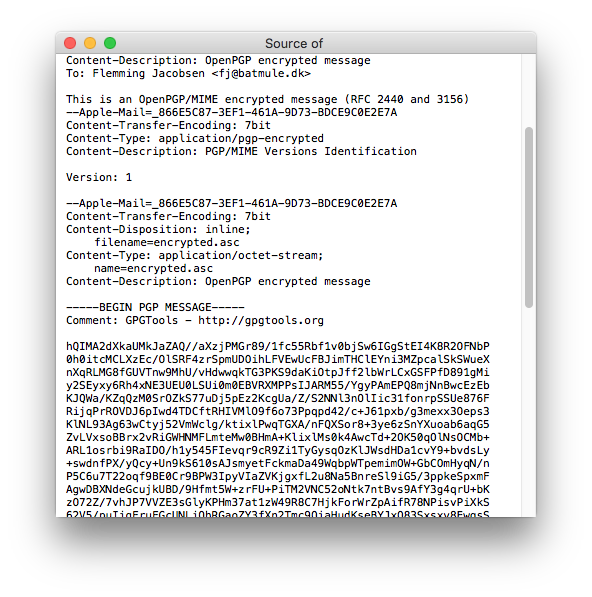 Source of
Content-Description: OpenPGP encrypted message
To: Flemming Jacobsen <fj@batmule.dk>
This is an OpenPGP/MIME encrypted message (RFC 2440 and 3156)
--Apple-Mail=_866E5C87-3EF1-461A-9D73-BDCE9C0E2E7A
Content-Transfer-Encoding: 7bit
Content-Type: application/pgp-encrypted
Content-Description: PGP/MIME Versions Identification
Version: 1
--Apple-Mail=_866E5C87-3EF1-461A-9D73-BDCE9C0E2E7A
Content-Transfer-Encoding: 7bit
Content-Disposition: inline;
filename=encrypted.asc
Content-Type: application/octet-stream;
name=encrypted.asc
Content-Description: OpenPGP encrypted message
-----BEGIN PGP MESSAGE-----
Comment: GPGTools - http://gpgtools.org
hQIMA2dXkaUMkJaZAQ//aXzjPMGr89/1fc55Rbf1v0bjSw6IGgStEI4K8R2OFNbP
0h0itcMCLXzEc/OlSRF4zrSpmUDOihLFVEwUcFBJimTHClEYni3MZpcalSkSWueX
nXqRLMG8fGUVTnw9MhU/vHdwwqkTG3PKS9daKiOtpJff2lbWrLCxGSFPfD891gMi
y2SEyxy6Rh4xNE3UEU0LSUi0m0EBVRXMPPsIJARM55/YgyPAmEPQ8mjNnBwcEzEb
KJQWa/KZqQzM0SrOZkS77uDj5pEz2KcgUa/Z/S2NNl3nOlIic31fonrpSSUe876F
RijqPrROVDJ6pIwd4TDCftRHIVMlO9f6o73Ppqpd42/c+J61pxb/g3mexx3Oeps3
KlNL93Ag63wCtyj52VmWclg/ktixlPwqTGXA/nFQXSor8+3ye6zSnYXuoab6aqG5
ZvLVxsoBBrx2vRiGWHNMFLmteMw0BHmA+KlixlMs0k4AwcTd+2OK50qOlNsOCMb+
ARL1osrbi9RaIDO/h1y545FIevqr9cR9Zi1TyGysqOzKlJWsdHDa1cvY9+bvdsLy
+swdnfPX/yQcy+Un9kS610sAJsmyetFckmaDa49WqbpWTpemimOW+GbCOmHyqN/n
P5C6u7T22oqf9BE0Cr9BPW3IpyVIaZVKjgxfL2u8Na5BnreSl9iG5/3ppkeSpxmF
AgwDBXNdeGcujkUBD/9Hfmt5W+zrFU+PiTM2VNC52oNtk7ntBvs9AfY3g4qrU+bK
zO72Z/7vhJP7VVZE3sGlyKPHm37at1zW49R8C7HjkForWrZpAifR78NPisvPiXkS